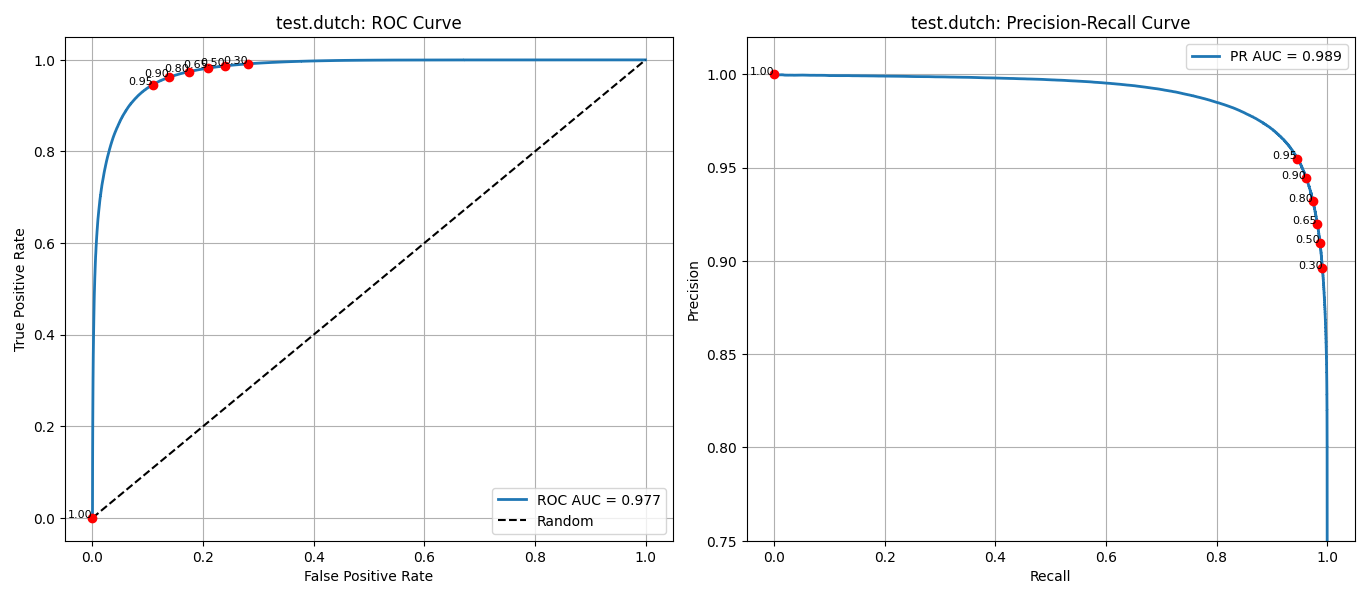 test.dutch: ROC Curve
True Positive Rate
1.0
0.8
0.6
0.4
0.2
0.0
0.95
0.90
0.80
0.65
0.50
0.30
1.00
ROC AUC = 0.977
Random
0.0 0.2 0.4 0.6 0.8 1.0
False Positive Rate
test.dutch: Precision-Recall Curve
Precision
1.00
0.95
0.90
0.85
0.80
0.75
PR AUC = 0.989
1.00
0.95
0.90
0.80
0.65
0.50
0.30
0.0 0.2 0.4 0.6 0.8 1.0
Recall